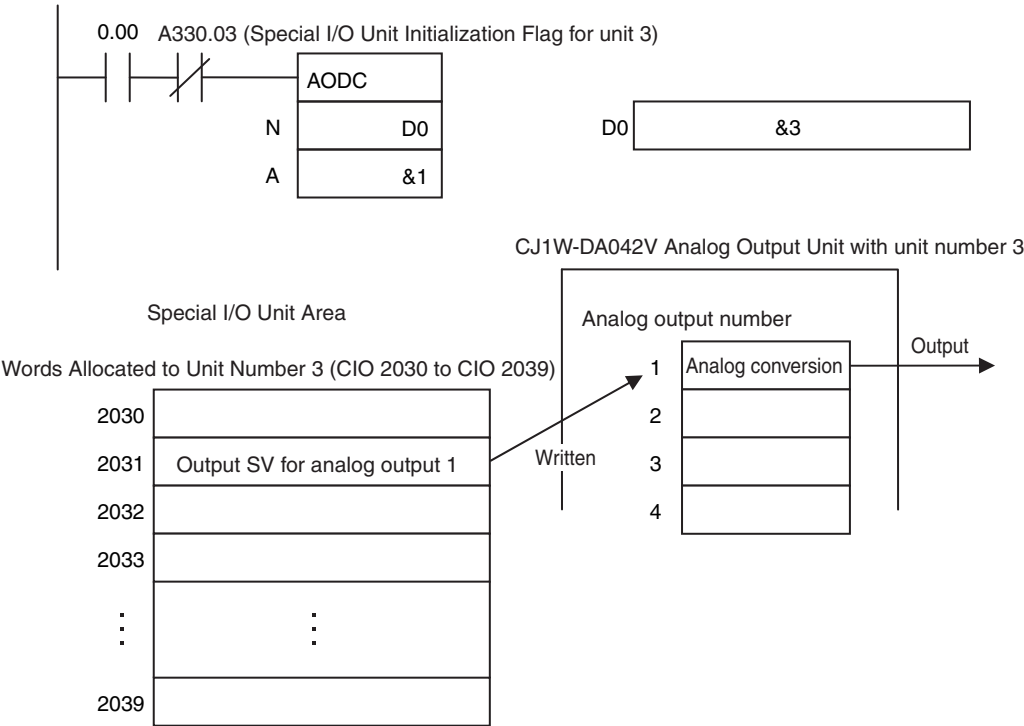 0.00 A330.03 (Special I/O Unit Initialization Flag for unit 3)
AODC
N D0
D0 &3
A &1
CJ1W-DA042V Analog Output Unit with unit number 3
Special I/O Unit Area
Analog output number
Words Allocated to Unit Number 3 (CIO 2030 to CIO 2039)
1 Analog conversion Output
2030
2
2031 Output SV for analog output 1
Written
3
2032
4
2033
2039